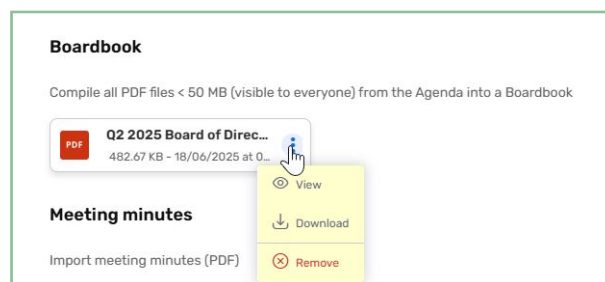 Boardbook
Compile all PDF files < 50 MB (visible to everyone) from the Agenda into a Boardbook
PDF
Q2 2025 Board of Direc...
482.67 KB - 18/06/2025 at 0...
View
Meeting minutes
Download
Import meeting minutes (PDF)
Remove